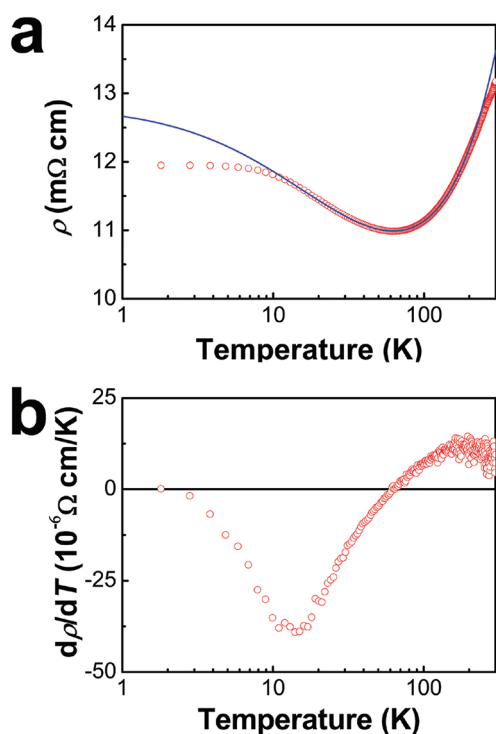 a
14
13
12
11
10
ρ (mΩ cm)
1
10
100
Temperature (K)
b
25
0
-25
-50
dρ/dT (10⁻⁶Ω cm/K)
1
10
100
Temperature (K)